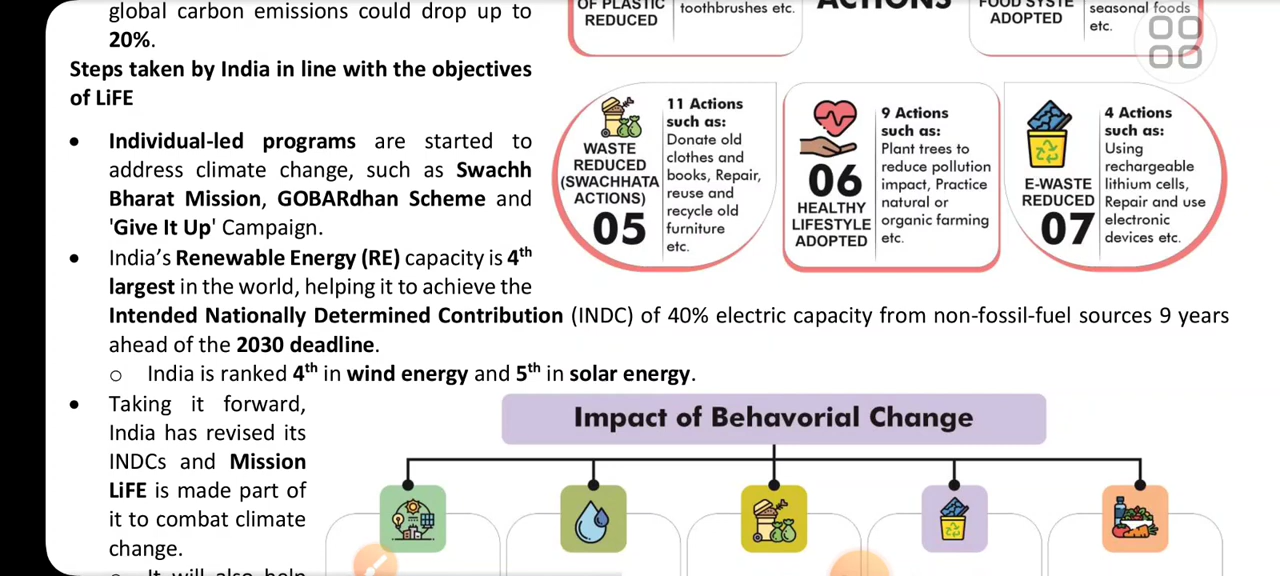 global carbon emissions could drop up to
20%.
Steps taken by India in line with the objectives
of LiFE
• Individual-led programs are started to
address climate change, such as Swachh
Bharat Mission, GOBARdhan Scheme and
'Give It Up' Campaign.
• India's Renewable Energy (RE) capacity is 4th
largest in the world, helping it to achieve the
Intended Nationally Determined Contribution (INDC) of 40% electric capacity from non-fossil-fuel sources 9 years
ahead of the 2030 deadline.
o India is ranked 4th in wind energy and 5th in solar energy.
• Taking it forward,
India has revised its
INDCs and Mission
LiFE is made part of
it to combat climate
change.
o It will also help
OF PLASTIC
REDUCED
toothbrushes etc.
ACTIONS
FOOD SYSTE
ADOPTED
seasonal foods
etc.
WASTE
REDUCED
(SWACHHATA
ACTIONS)
05
11 Actions
such as:
Donate old
clothes and
books, Repair,
reuse and
recycle old
furniture
etc.
06
HEALTHY
LIFESTYLE
ADOPTED
9 Actions
such as:
Plant trees to
reduce pollution
impact, Practice
natural or
organic farming
etc.
E-WASTE
REDUCED
07
4 Actions
such as:
Using
rechargeable
lithium cells,
Repair and use
electronic
devices etc.
Impact of Behavorial Change